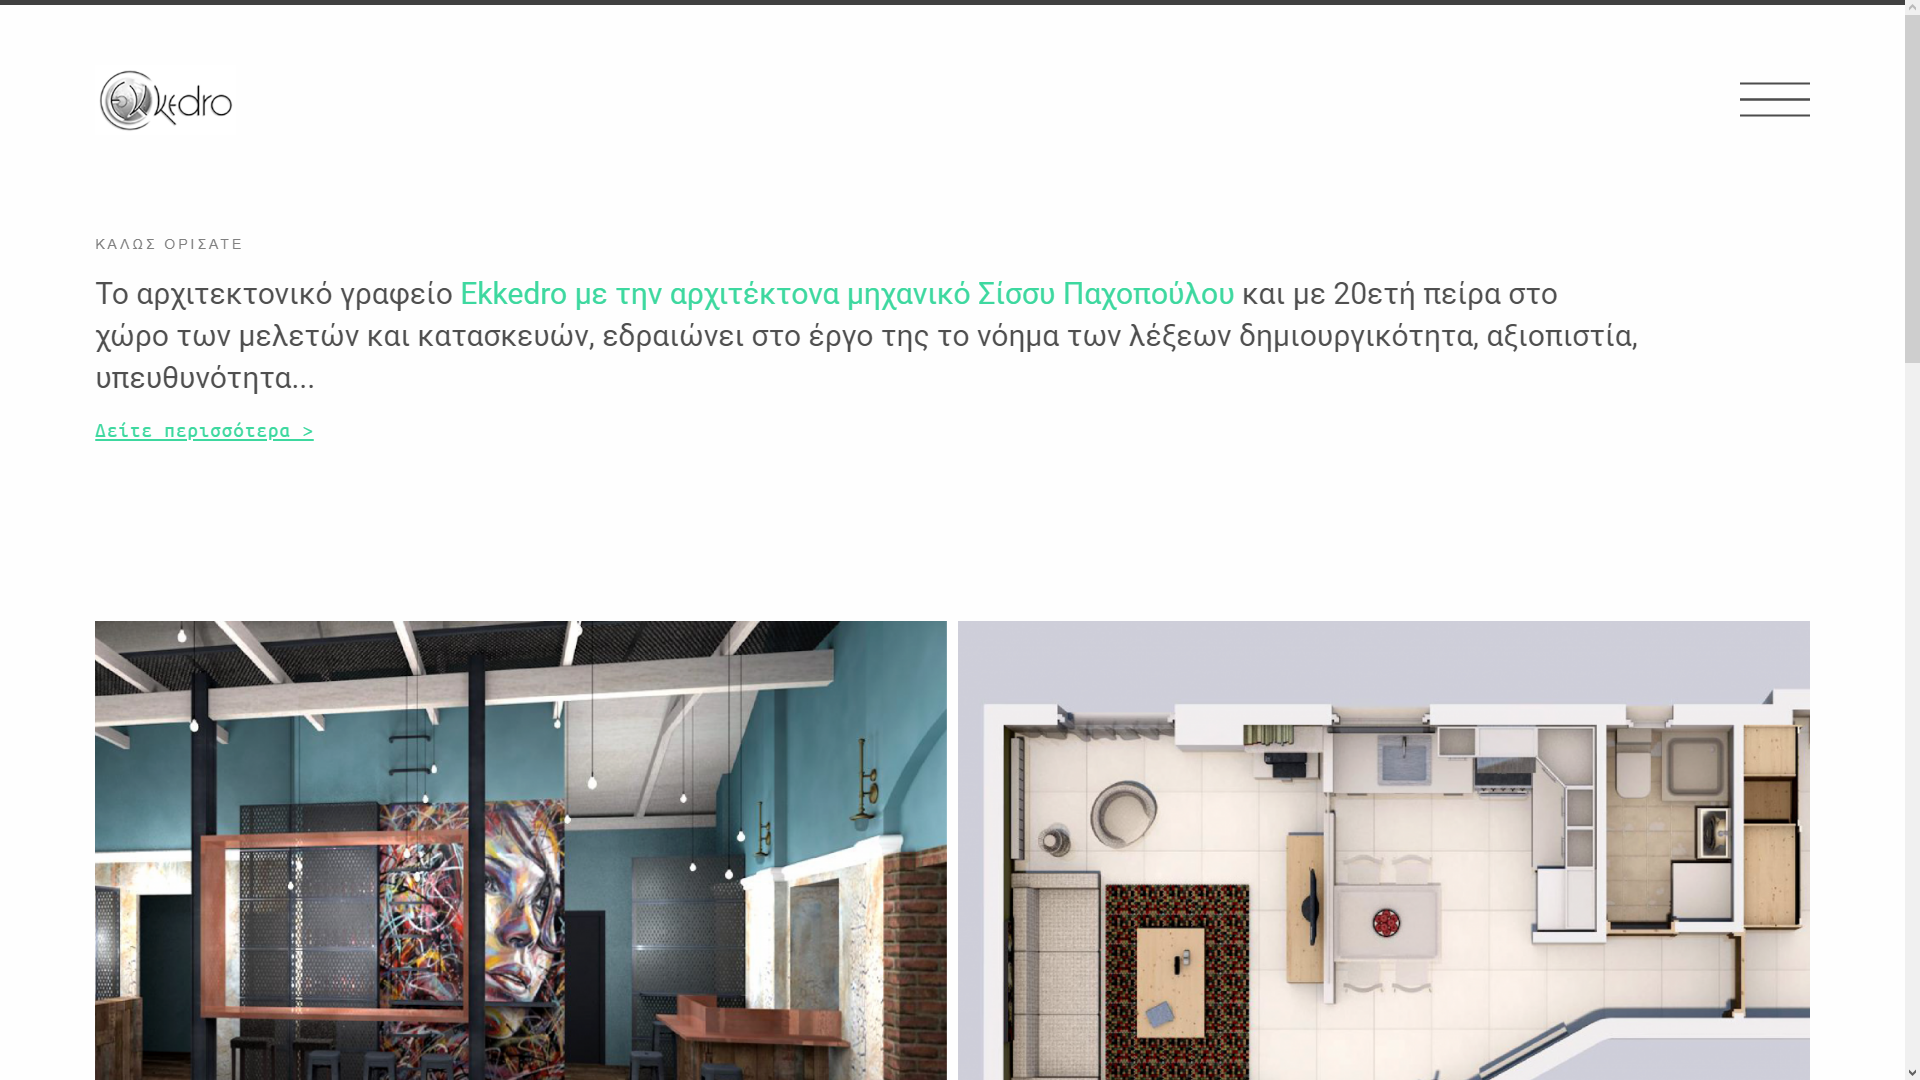 Ekkedro
ΚΑΛΩΣ ΟΡΙΣΑΤΕ
Το αρχιτεκτονικό γραφείο Ekkedro με την αρχιτέκτονα μηχανικό Σίσσυ Παχοπούλου και με 20ετή πείρα στο
χώρο των μελετών και κατασκευών, εδραιώνει στο έργο της το νόημα των λέξεων δημιουργικότητα, αξιοπιστία,
υπευθυνότητα...
Δείτε περισσότερα >